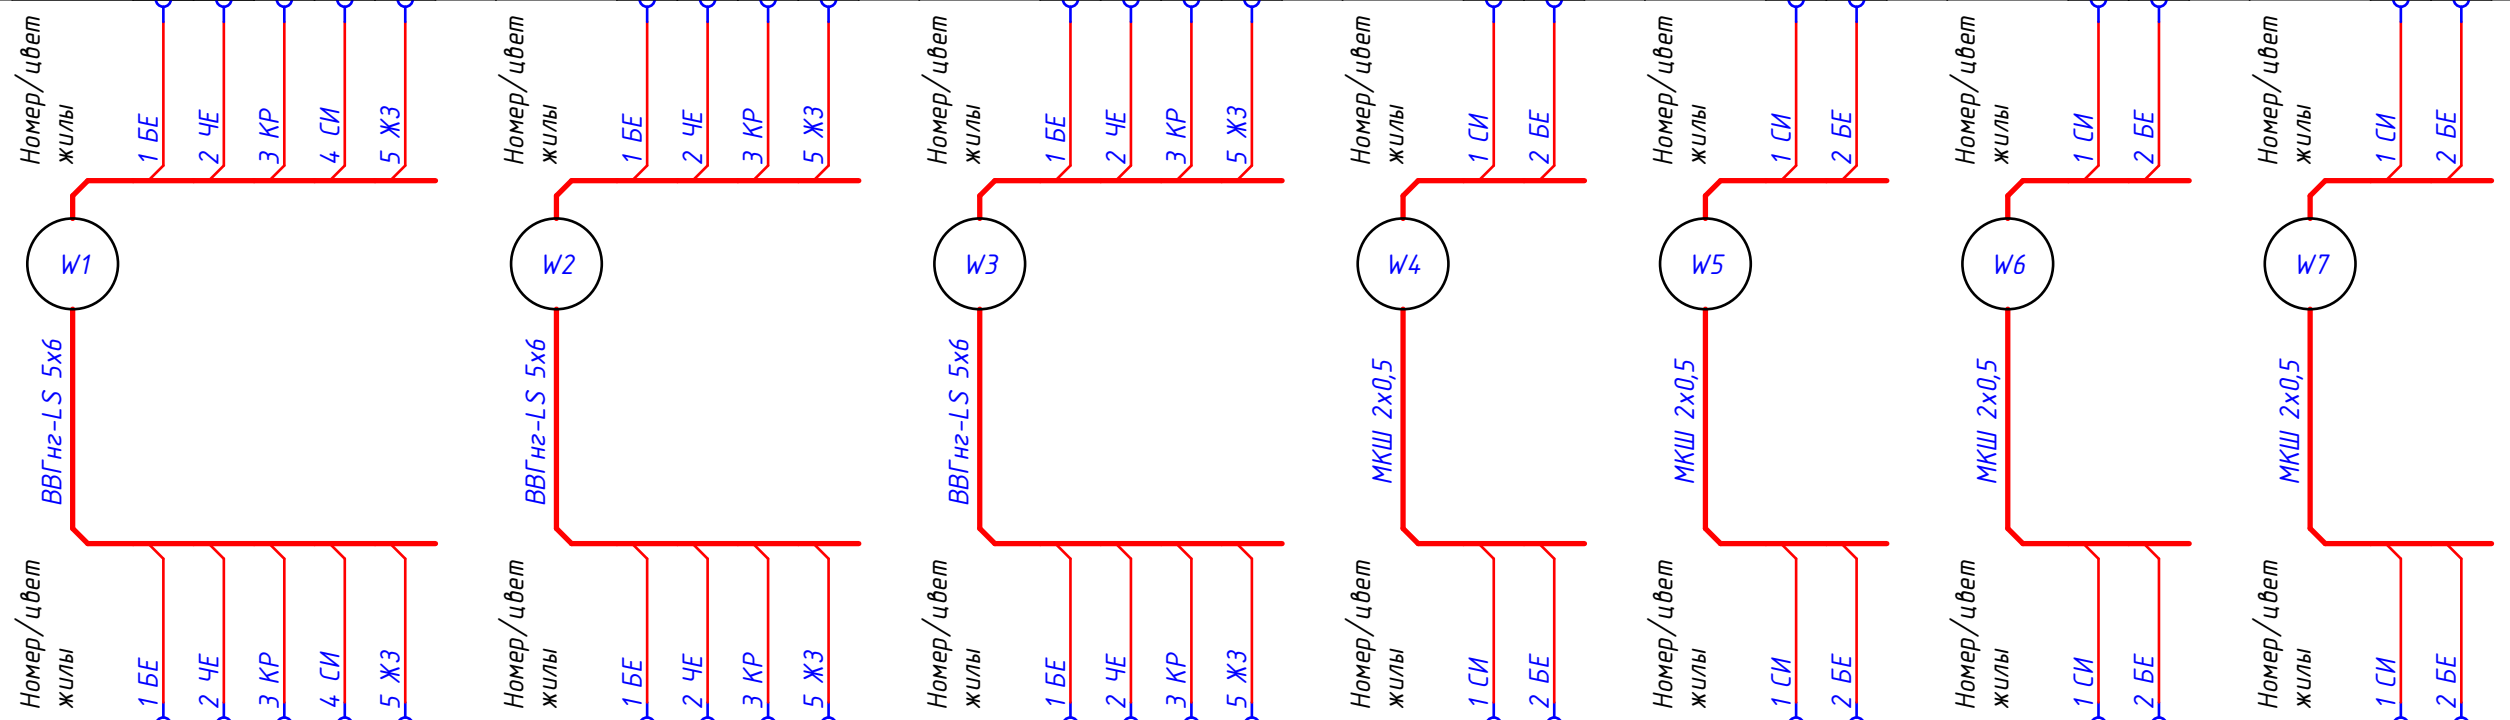 Номер/цвет
жилы
1 БЕ
2 ЧЕ
3 КР
4 СИ
5 ЖЗ
Номер/цвет
жилы
1 БЕ
2 ЧЕ
3 КР
5 ЖЗ
Номер/цвет
жилы
1 БЕ
2 ЧЕ
3 КР
5 ЖЗ
Номер/цвет
жилы
1 СИ
2 БЕ
Номер/цвет
жилы
1 СИ
2 БЕ
Номер/цвет
жилы
1 СИ
2 БЕ
Номер/цвет
жилы
1 СИ
2 БЕ
W1
W2
W3
W4
W5
W6
W7
ВВГнг-LS 5х6
ВВГнг-LS 5х6
ВВГнг-LS 5х6
МКШ 2х0,5
МКШ 2х0,5
МКШ 2х0,5
МКШ 2х0,5
Номер/цвет
жилы
1 БЕ
2 ЧЕ
3 КР
4 СИ
5 ЖЗ
Номер/цвет
жилы
1 БЕ
2 ЧЕ
3 КР
5 ЖЗ
Номер/цвет
жилы
1 БЕ
2 ЧЕ
3 КР
5 ЖЗ
Номер/цвет
жилы
1 СИ
2 БЕ
Номер/цвет
жилы
1 СИ
2 БЕ
Номер/цвет
жилы
1 СИ
2 БЕ
Номер/цвет
жилы
1 СИ
2 БЕ